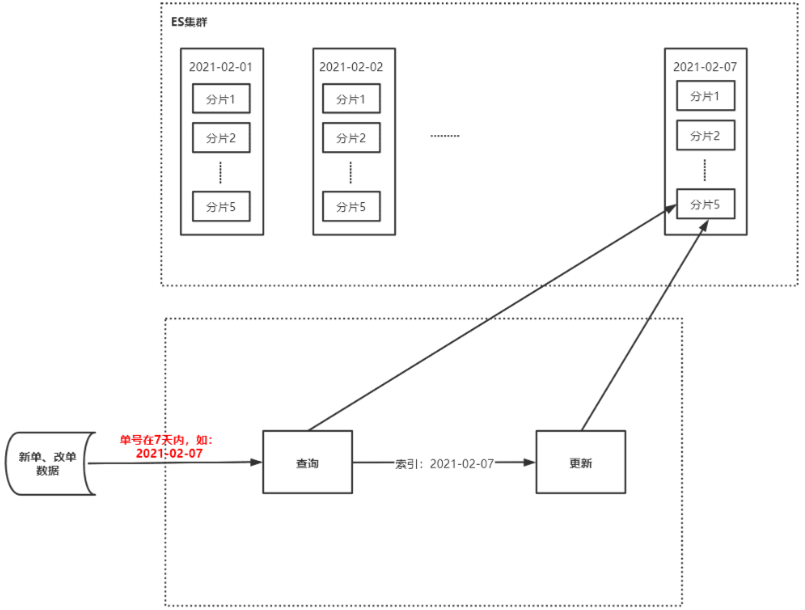 ES集群
2021-02-01
分片1
分片2
分片5
2021-02-02
分片1
分片2
分片5
2021-02-07
分片1
分片2
分片5
新单、改单
数据
单号在7天内，如：
2021-02-07
查询
索引：2021-02-07
更新